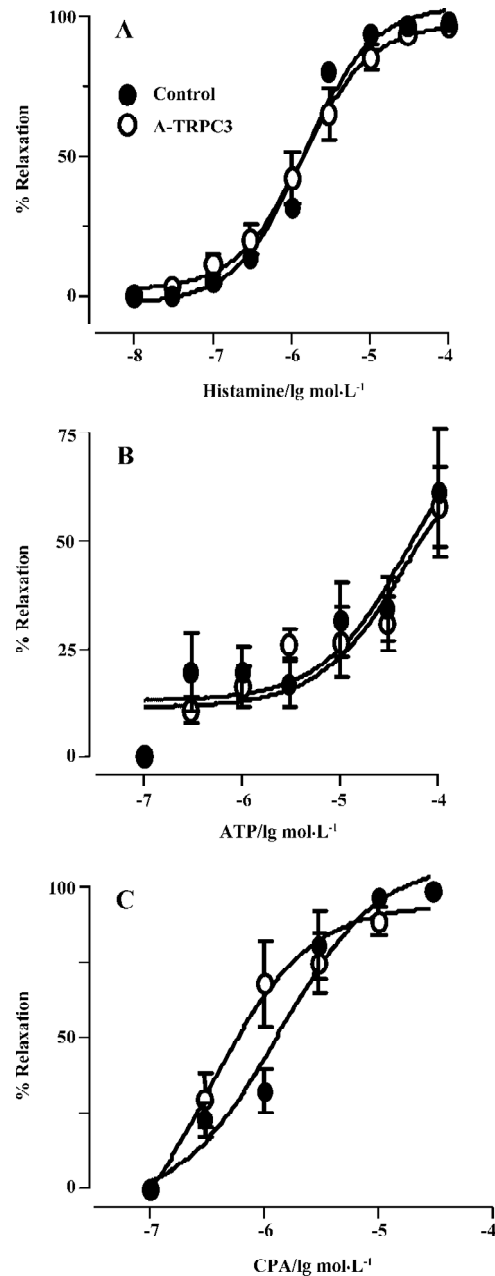 100
A
Control
A-TRPC3
50
% Relaxation
0
-8 -7 -6 -5 -4
Histamine/lg mol·L-1
75
B
50
% Relaxation
25
0
-7 -6 -5 -4
ATP/lg mol·L-1
100
C
50
% Relaxation
0
-7 -6 -5 -4
CPA/lg mol·L-1